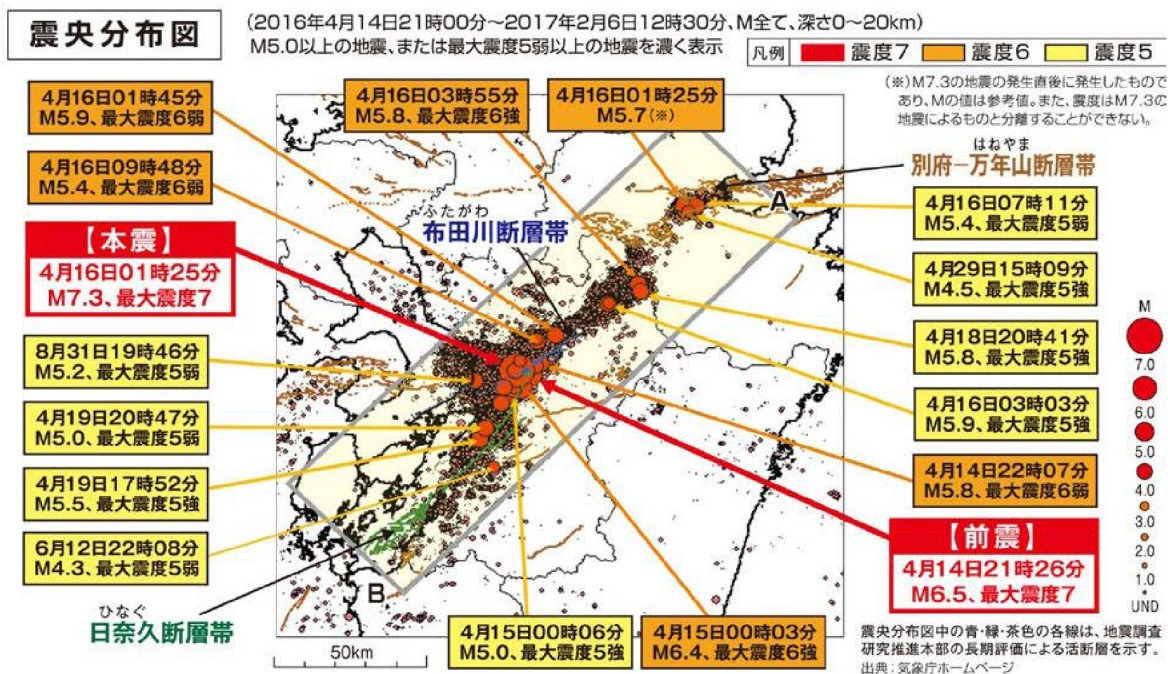 震央分布図
(2016年4月14日21時00分～2017年2月6日12時30分、M全て、深さ0～20km)
M5.0以上の地震、または最大震度5弱以上の地震を濃く表示
凡例 震度7 震度6 震度5
(※)M7.3の地震の発生直後に発生したもので
あり、Mの値は参考値。また、震度はM7.3の
地震によるものと分離することができない。
4月16日01時45分
M5.9、最大震度6弱
4月16日03時55分
M5.8、最大震度6強
4月16日01時25分
M5.7(※)
はねやま
別府－万年山断層帯
4月16日09時48分
M5.4、最大震度6弱
ふたがわ
布田川断層帯
A
4月16日07時11分
M5.4、最大震度5弱
【本震】
4月16日01時25分
M7.3、最大震度7
4月29日15時09分
M4.5、最大震度5強
4月18日20時41分
M5.8、最大震度5強
8月31日19時46分
M5.2、最大震度5弱
4月16日03時03分
M5.9、最大震度5強
4月19日20時47分
M5.0、最大震度5弱
4月14日22時07分
M5.8、最大震度6弱
4月19日17時52分
M5.5、最大震度5強
【前震】
4月14日21時26分
M6.5、最大震度7
6月12日22時08分
M4.3、最大震度5弱
B
ひなぐ
日奈久断層帯
4月15日00時06分
M5.0、最大震度5強
4月15日00時03分
M6.4、最大震度6強
50km
M
7.0
6.0
5.0
4.0
3.0
2.0
1.0
UND
震央分布図中の青・緑・茶色の各線は、地震調査
研究推進本部の長期評価による活断層を示す。
出典：気象庁ホームページ